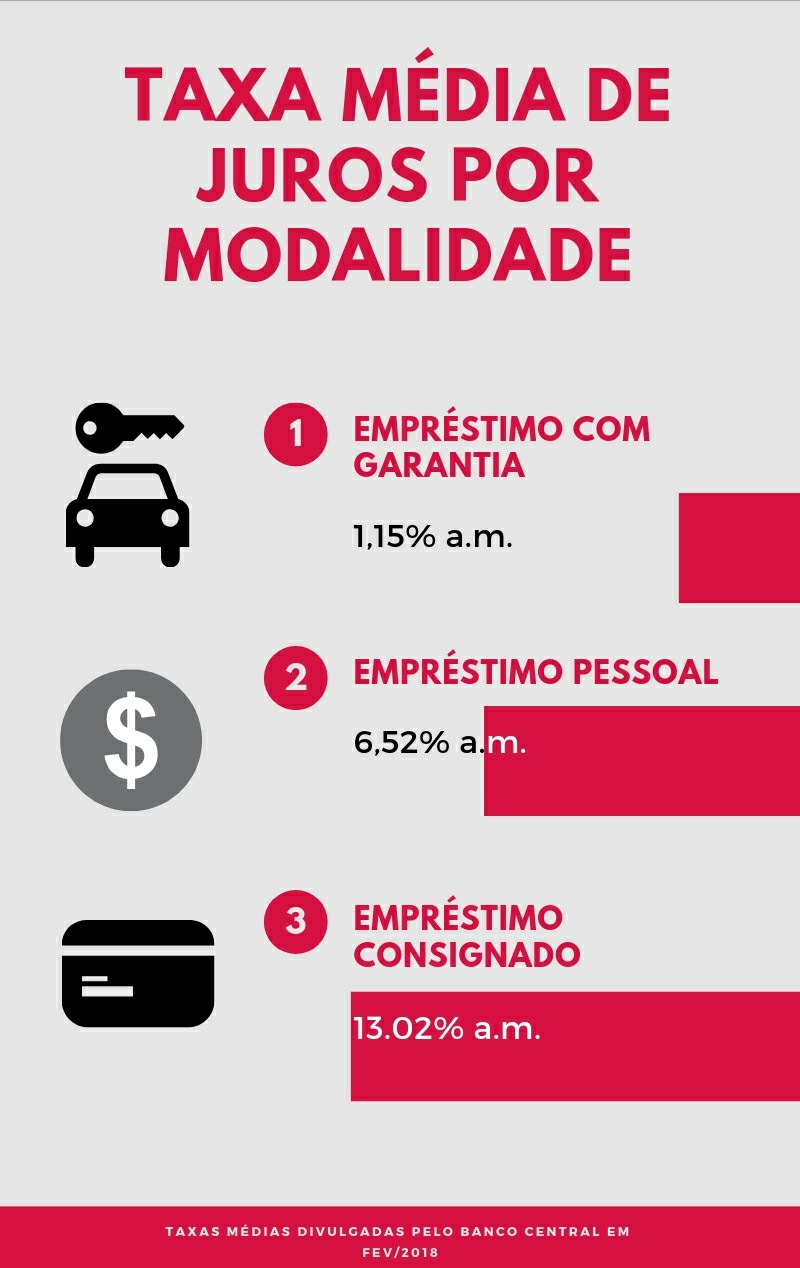 TAXA MÉDIA DE
JUROS POR
MODALIDADE
1
EMPRÉSTIMO COM
GARANTIA
1,15% a.m.
2
EMPRÉSTIMO PESSOAL
6,52% a.m.
$
3
EMPRÉSTIMO
CONSIGNADO
13.02% a.m.
TAXAS MÉDIAS DIVULGADAS PELO BANCO CENTRAL EM
FEV/2018